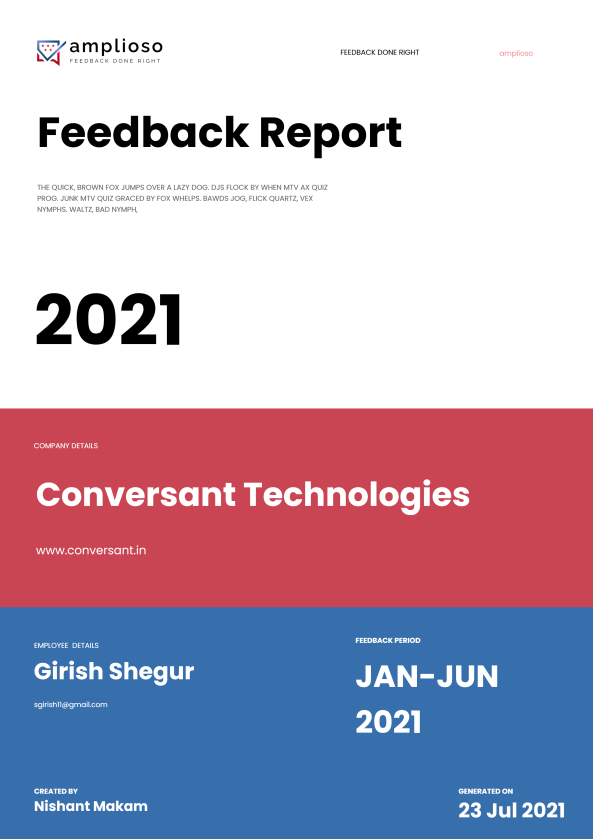 amplioso
FEEDBACK DONE RIGHT
FEEDBACK DONE RIGHT
amplioso
Feedback Report
THE QUICK, BROWN FOX JUMPS OVER A LAZY DOG. DJS FLOCK BY WHEN MTV AX QUIZ
PROG. JUNK MTV QUIZ GRACED BY FOX WHELPS. BAWDS JOG, FLICK QUARTZ, VEX
NYMPHS. WALTZ, BAD NYMPH,
2021
COMPANY DETAILS
Conversant Technologies
www.conversant.in
EMPLOYEE DETAILS
Girish Shegur
sgirish11@gmail.com
FEEDBACK PERIOD
JAN-JUN
2021
CREATED BY
Nishant Makam
GENERATED ON
23 Jul 2021